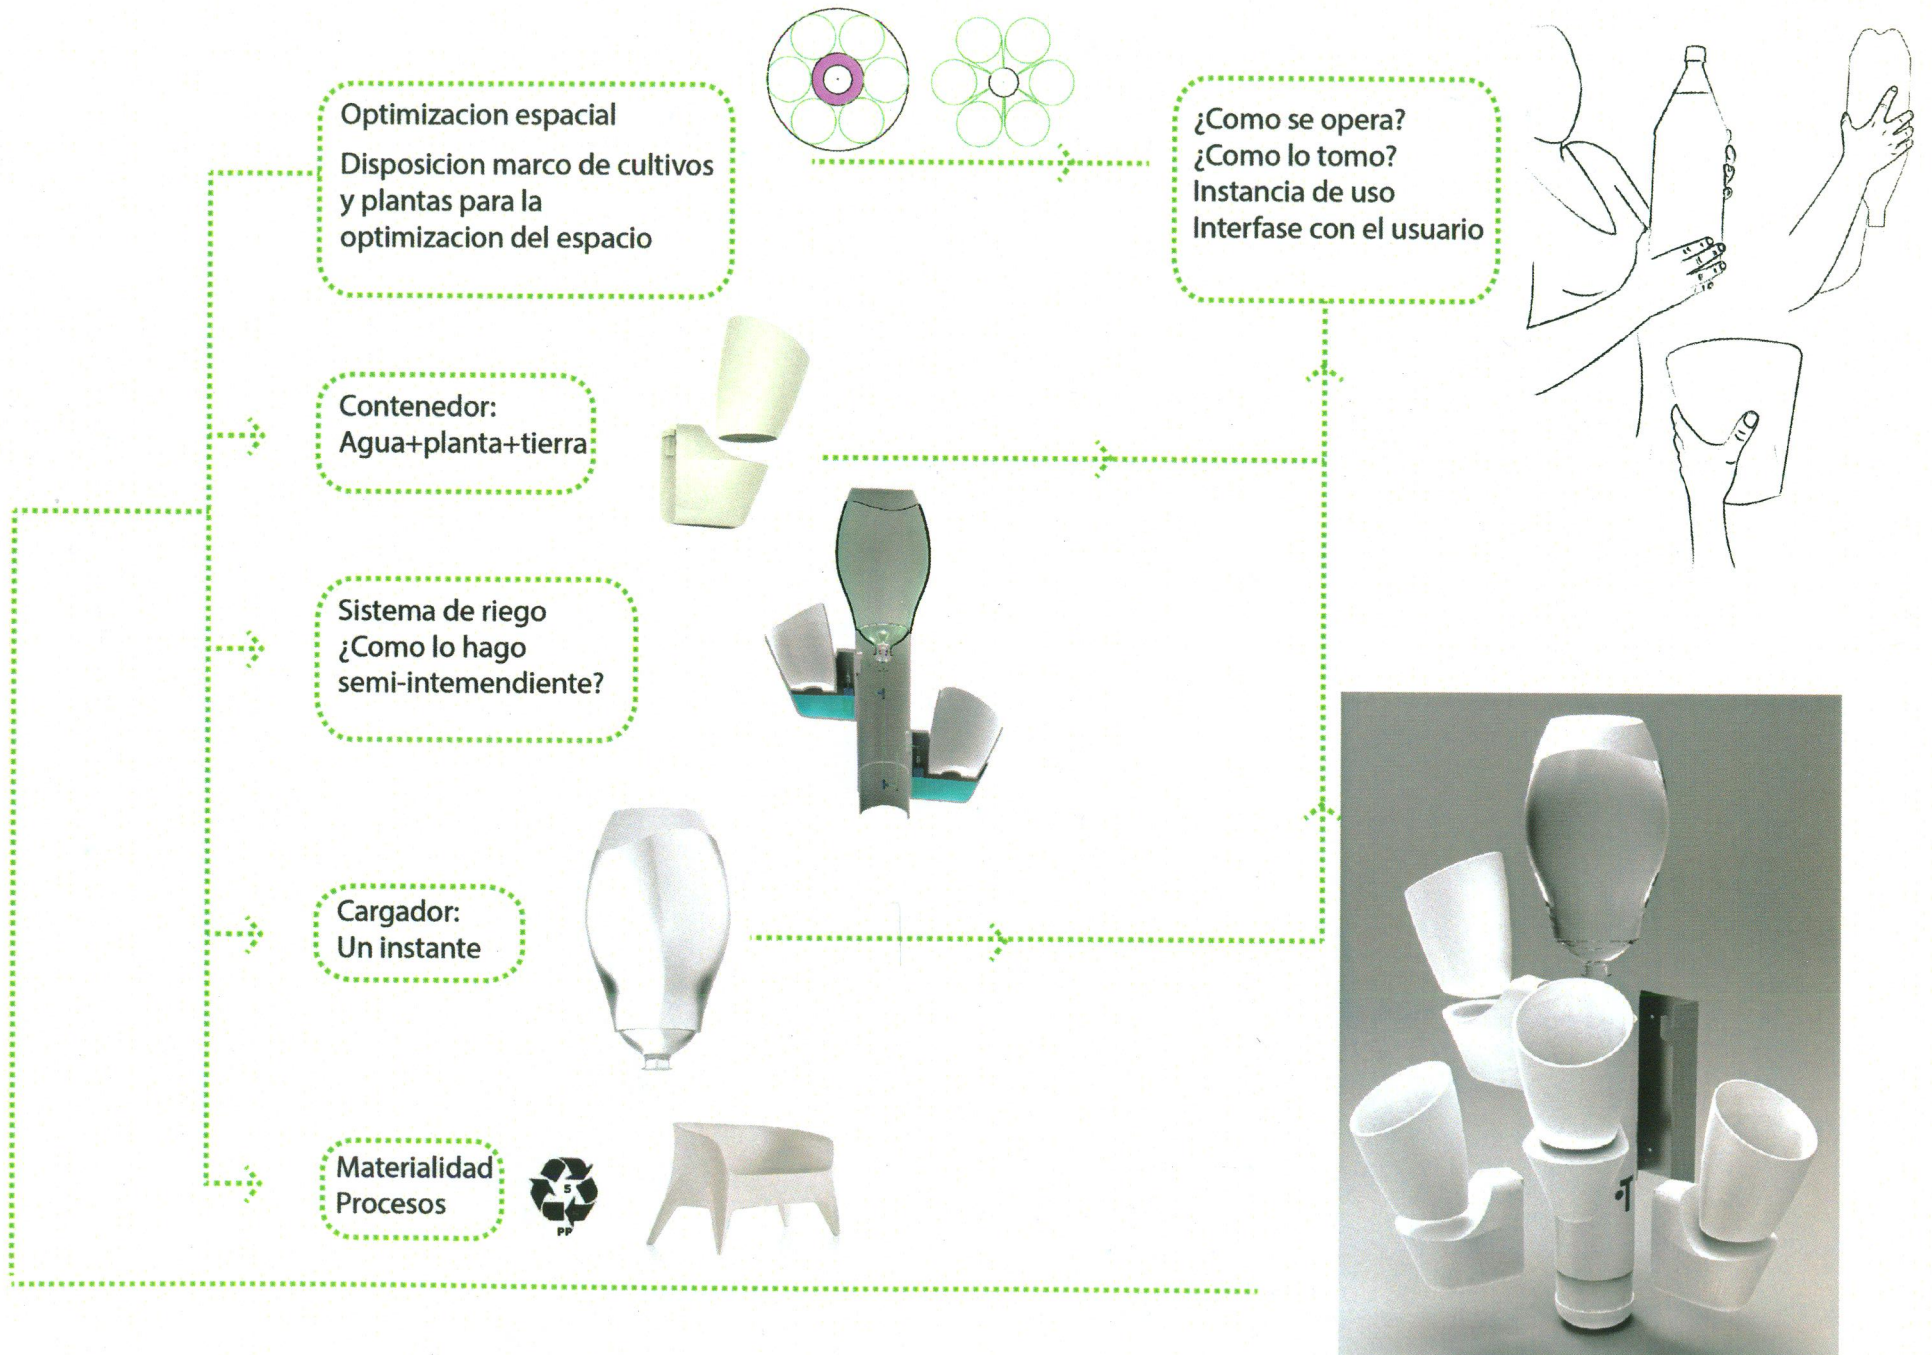 Optimizacion espacial
Disposicion marco de cultivos
y plantas para la
optimizacion del espacio
¿Como se opera?
¿Como lo tomo?
Instancia de uso
Interfase con el usuario
Contenedor:
Agua+planta+tierra
Sistema de riego
¿Como lo hago
semi-intemendiente?
Cargador:
Un instante
Materialidad
Procesos
5
PP
T